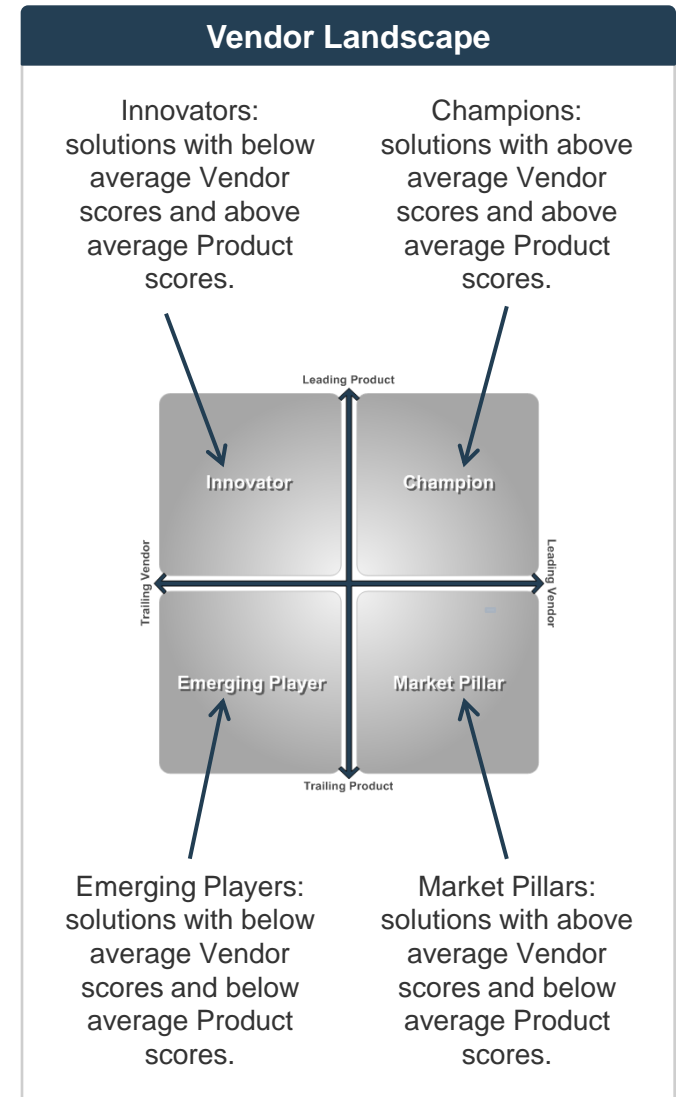 Vendor Landscape
Innovators:
solutions with below
average Vendor
scores and above
average Product
scores.
Champions:
solutions with above
average Vendor
scores and above
average Product
scores.
Leading Product
Innovator
Champion
Trailing Vendor
Leading Vendor
Emerging Player
Market Pillar
Trailing Product
Emerging Players:
solutions with below
average Vendor
scores and below
average Product
scores.
Market Pillars:
solutions with above
average Vendor
scores and below
average Product
scores.